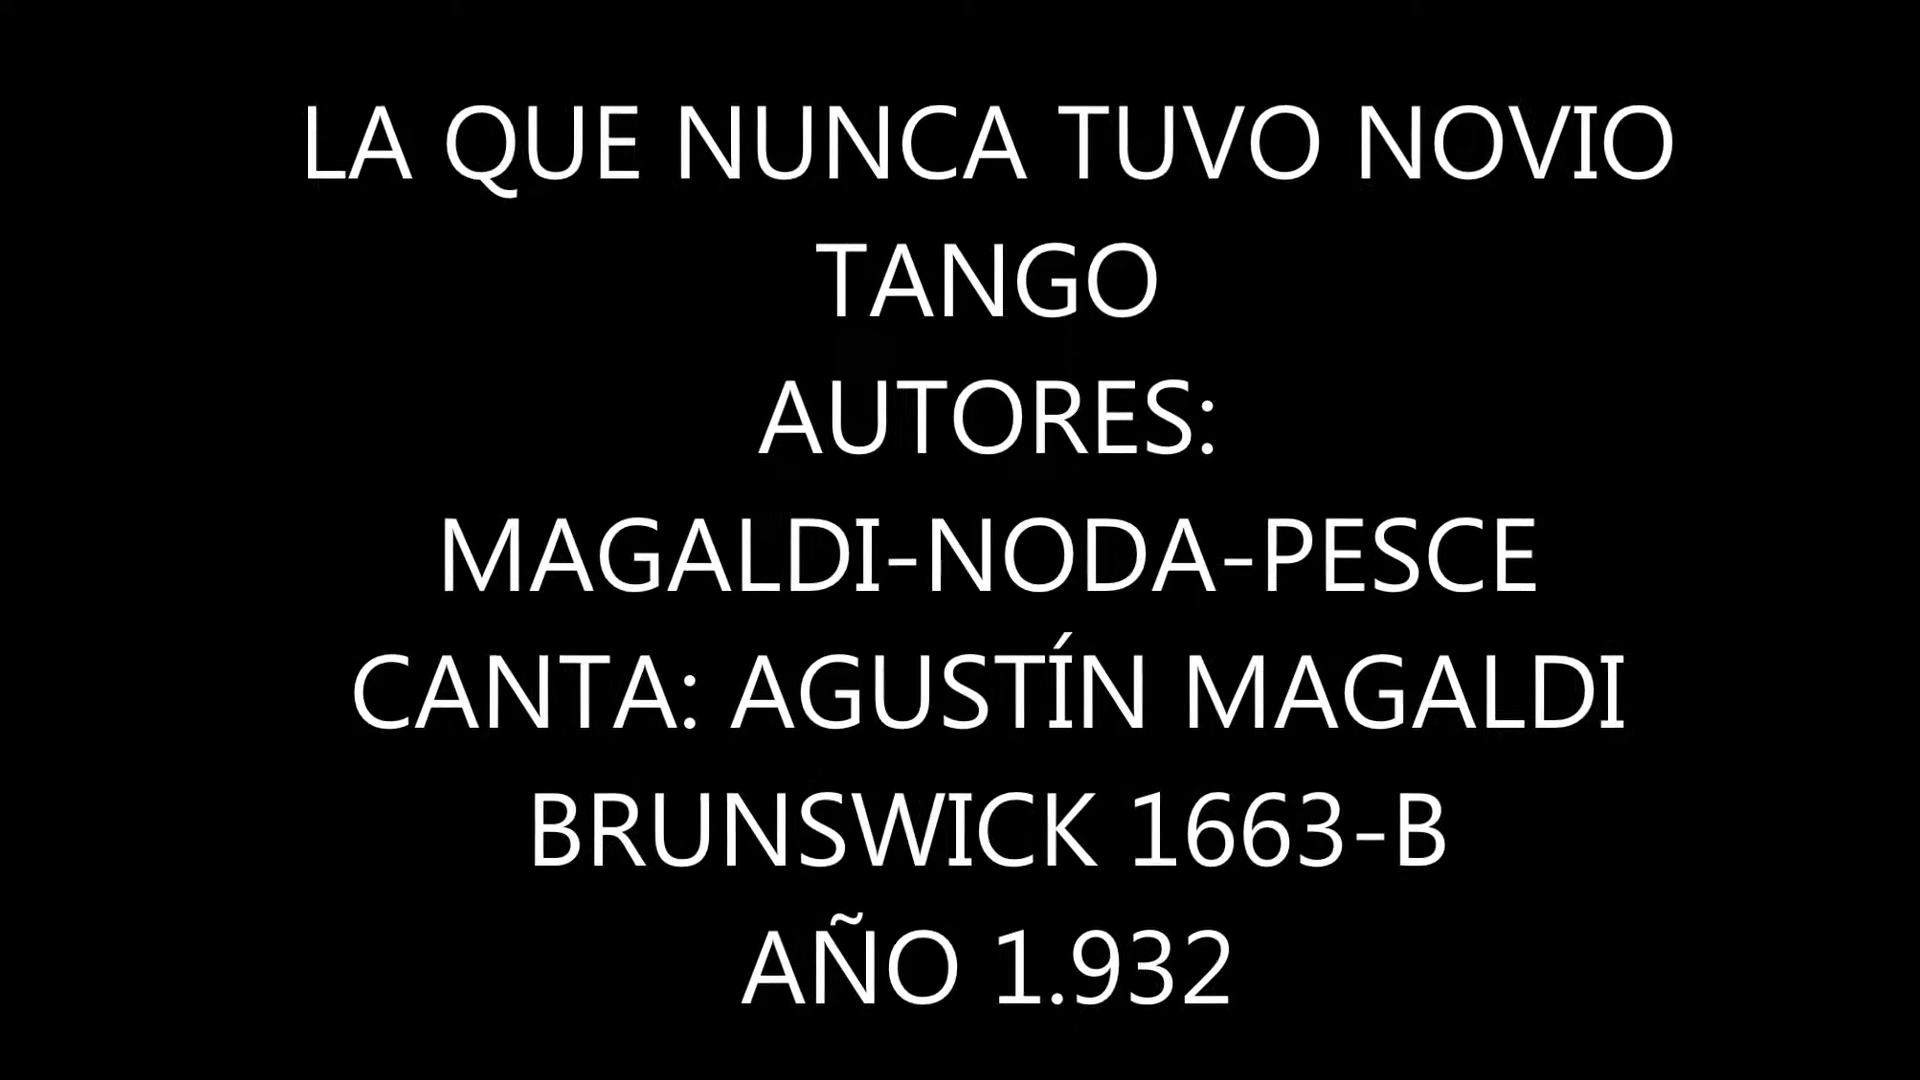 LA QUE NUNCA TUVO NOVIO
TANGO
AUTORES:
MAGALDI-NODA-PESCE
CANTA: AGUSTÍN MAGALDI
BRUNSWICK 1663-B
AÑO 1.932